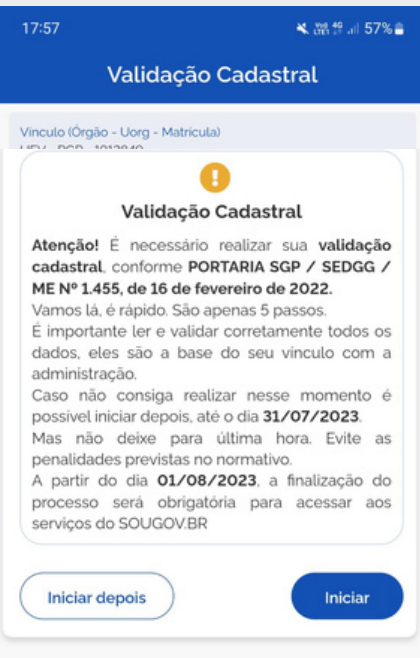 17:57
Vo) 4G LTE1 57%
Validação Cadastral
Vinculo (Órgão - Uorg - Matrícula)
Validação Cadastral
Atenção! É necessário realizar sua validação
cadastral, conforme PORTARIA SGP / SEDGG /
ME Nº 1.455, de 16 de fevereiro de 2022.
Vamos lá, é rápido. São apenas 5 passos.
É importante ler e validar corretamente todos os
dados, eles são a base do seu vinculo com a
administração.
Caso não consiga realizar nesse momento é
possível iniciar depois, até o dia 31/07/2023.
Mas não deixe para última hora. Evite as
penalidades previstas no normativo.
A partir do dia 01/08/2023, a finalização do
processo será obrigatória para acessar aos
serviços do SOUGOV.BR
Iniciar depois
Iniciar